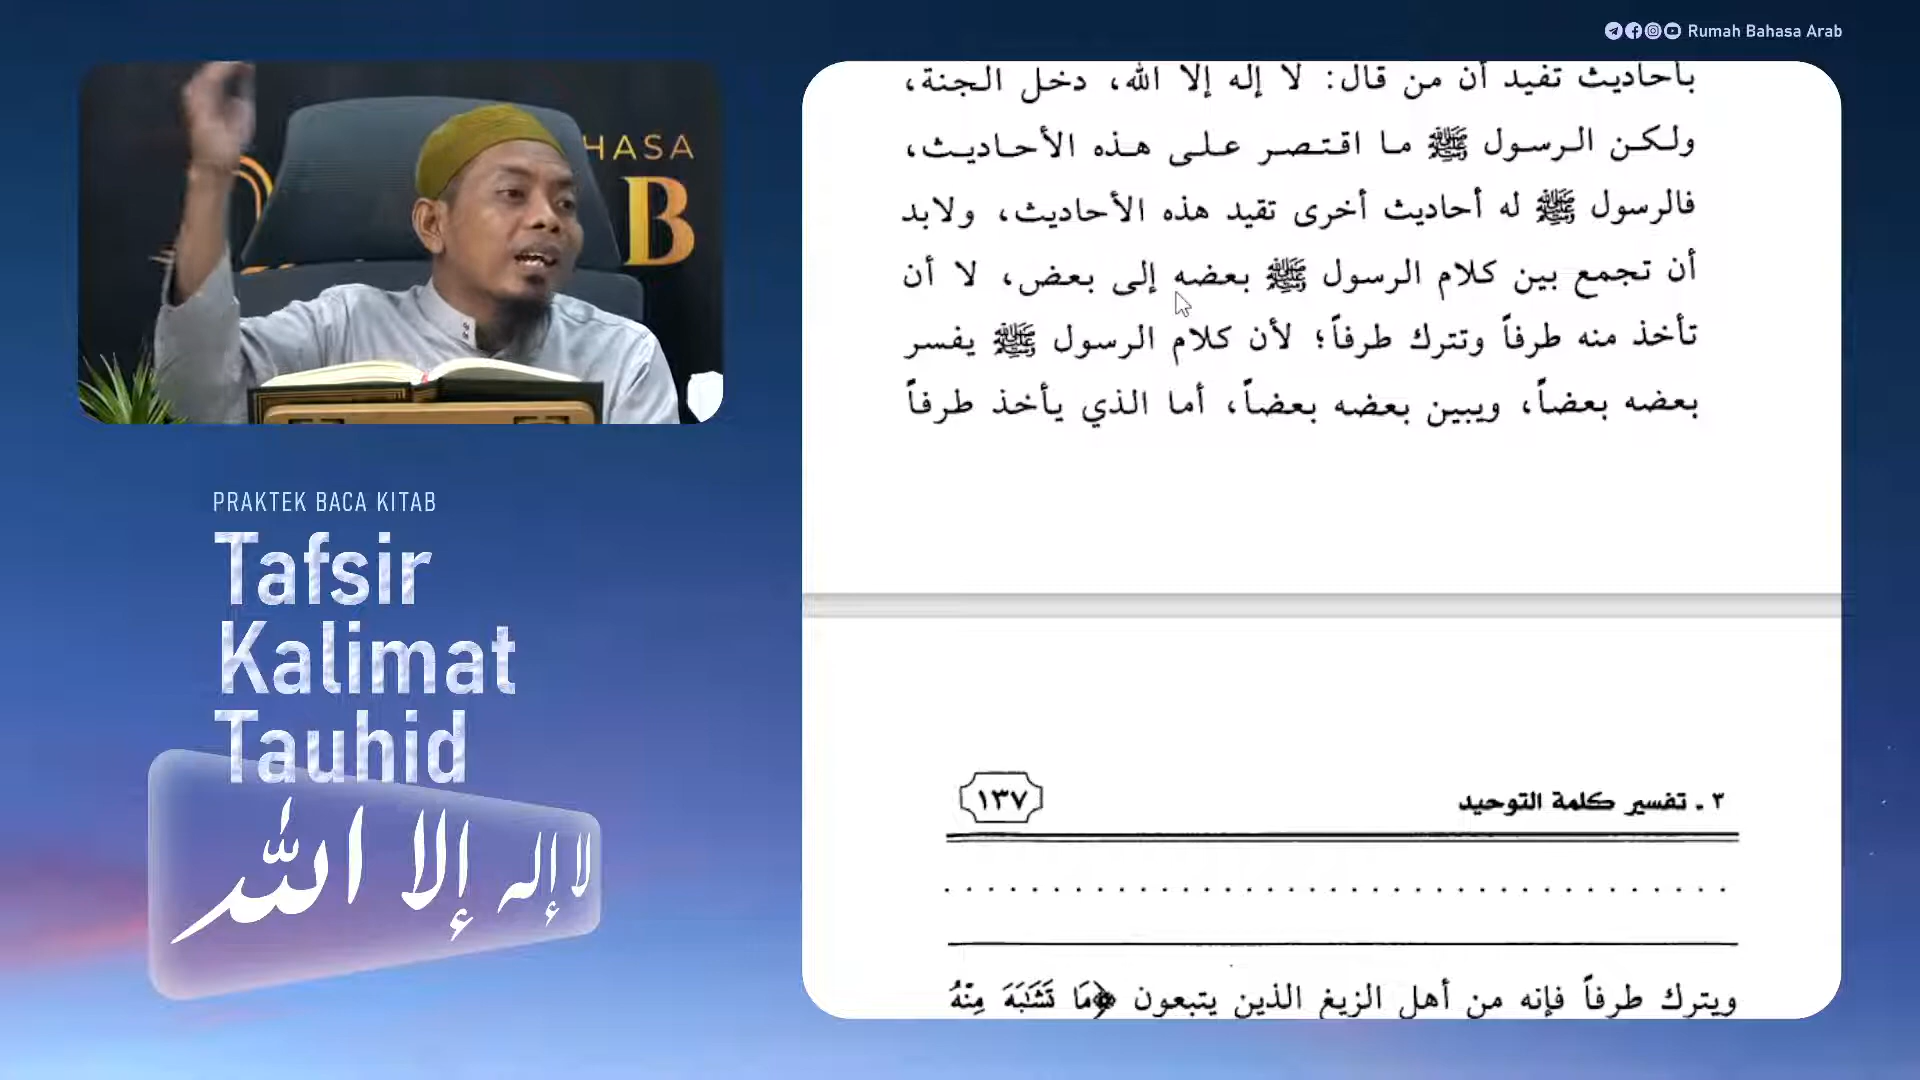 Rumah Bahasa Arab
HASA
B
PRAKTEK BACA KITAB
Tafsir
Kalimat
Tauhid
لا إله إلا الله
بأحاديث تفيد أن من قال: لا إله إلا الله، دخل الجنة،
ولكن الرسول ﷺ ما اقتصر على هذه الأحاديث،
فالرسول ﷺ له أحاديث أخرى تقيد هذه الأحاديث، ولابد
أن تجمع بين كلام الرسول ﷺ بعضه إلى بعض، لا أن
تأخذ منه طرفاً وتترك طرفاً؛ لأن كلام الرسول ﷺ يفسر
بعضه بعضاً، ويبين بعضه بعضاً، أما الذي يأخذ طرفاً
٣ ـ تفسير كلمة التوحيد
١٣٧
ويترك طرفاً فإنه من أهل الزيغ الذين يتبعون ﴿مَا تَشَٰبَهَ مِنْهُ